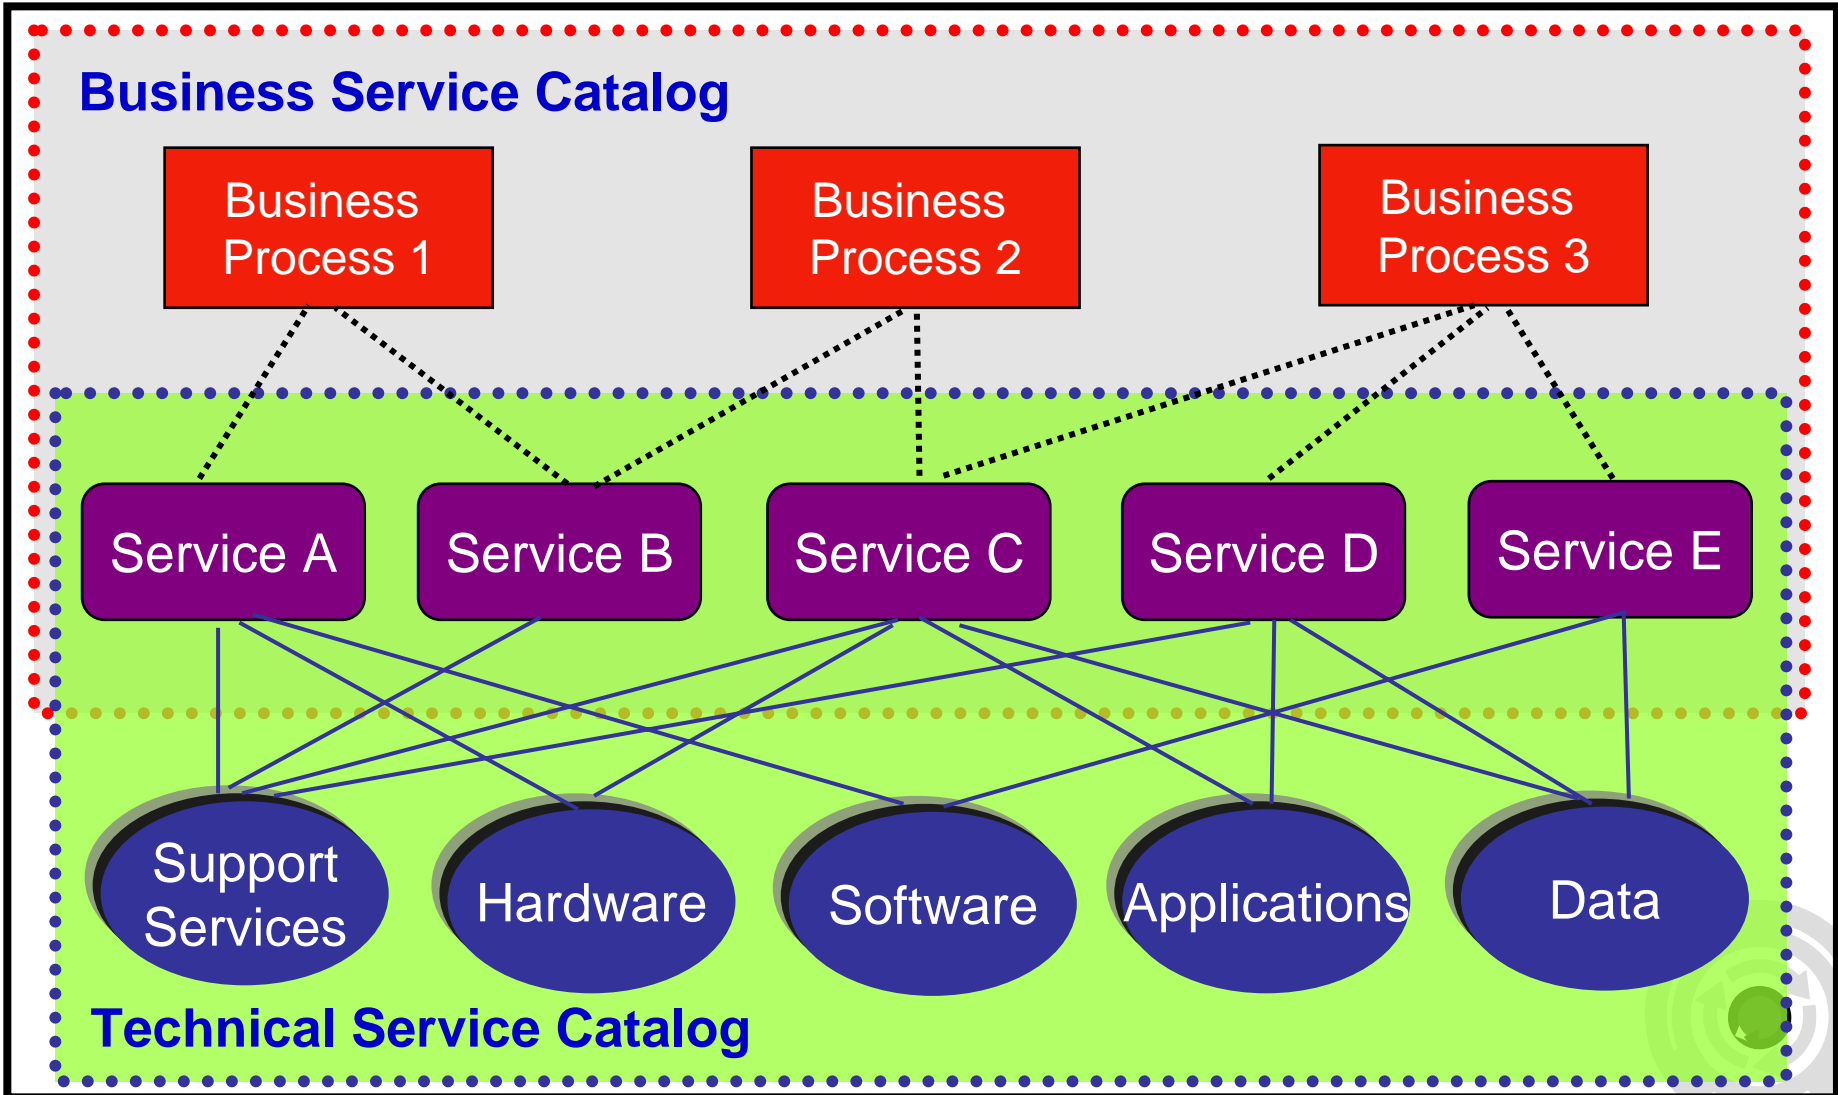 Business Service Catalog
Business
Process 1
Business
Process 2
Business
Process 3
Service A
Service B
Service C
Service D
Service E
Support
Services
Hardware
Software
Applications
Data
Technical Service Catalog